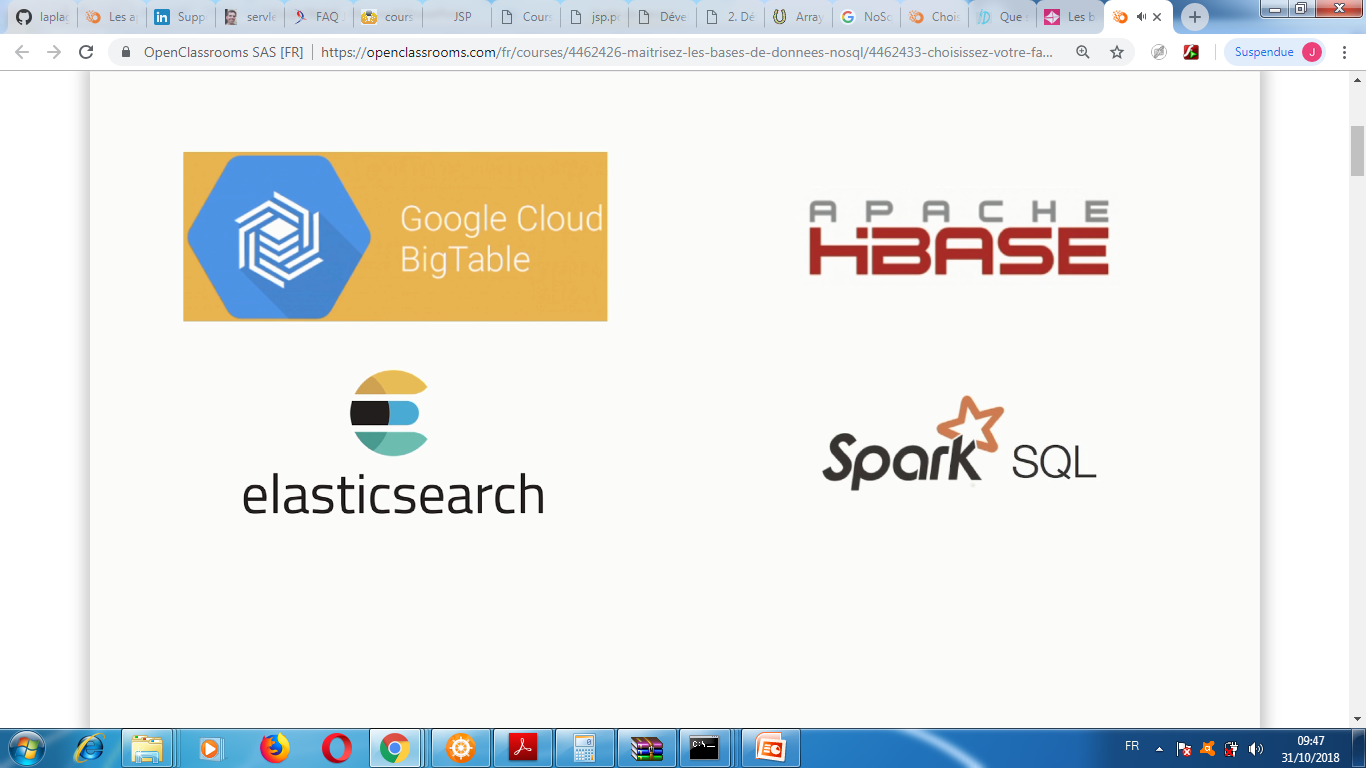 laplag
Les a
Supp
servle
FAQ
cours
JSP
Cours
jsp.p
Déve
2. Dé
Array
NoSc
Chois
Que
Les b
OpenClassrooms SAS [FR]
https://openclassrooms.com/fr/courses/4462426-maitrisez-les-bases-de-donnees-nosql/4462433-choisissez-votre-fa...
Suspendue
J
Google Cloud
BigTable
APACHE
HBASE
elasticsearch
Spark SQL
FR
09:47
31/10/2018